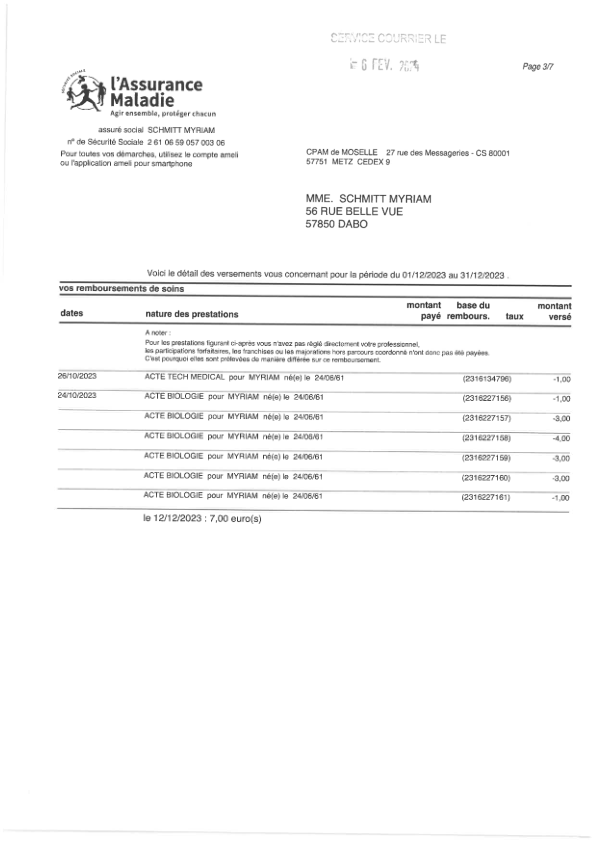 SERVICE COURRIER LE
6 FEV. 2024
Page 3/7
SÉCURITÉ SOCIALE
l'Assurance
Maladie
Agir ensemble, protéger chacun
assuré social SCHMITT MYRIAM
n° de Sécurité Sociale 2 61 06 59 057 003 06
Pour toutes vos démarches, utilisez le compte ameli
ou l'application ameli pour smartphone
CPAM de MOSELLE 27 rue des Messageries - CS 80001
57751 METZ CEDEX 9
MME. SCHMITT MYRIAM
56 RUE BELLE VUE
57850 DABO
Voici le détail des versements vous concernant pour la période du 01/12/2023 au 31/12/2023 .
vos remboursements de soins
dates nature des prestations montant payé base du rembours. taux montant versé
A noter :
Pour les prestations figurant ci-après vous n'avez pas réglé directement votre professionnel,
les participations forfaitaires, les franchises ou les majorations hors parcours coordonné n'ont donc pas été payées.
C'est pourquoi elles sont prélevées de manière différée sur ce remboursement.
26/10/2023 ACTE TECH MEDICAL pour MYRIAM né(e) le 24/06/61 (2316134796) -1,00
24/10/2023 ACTE BIOLOGIE pour MYRIAM né(e) le 24/06/61 (2316227156) -1,00
ACTE BIOLOGIE pour MYRIAM né(e) le 24/06/61 (2316227157) -3,00
ACTE BIOLOGIE pour MYRIAM né(e) le 24/06/61 (2316227158) -4,00
ACTE BIOLOGIE pour MYRIAM né(e) le 24/06/61 (2316227159) -3,00
ACTE BIOLOGIE pour MYRIAM né(e) le 24/06/61 (2316227160) -3,00
ACTE BIOLOGIE pour MYRIAM né(e) le 24/06/61 (2316227161) -1,00
le 12/12/2023 : 7,00 euro(s)